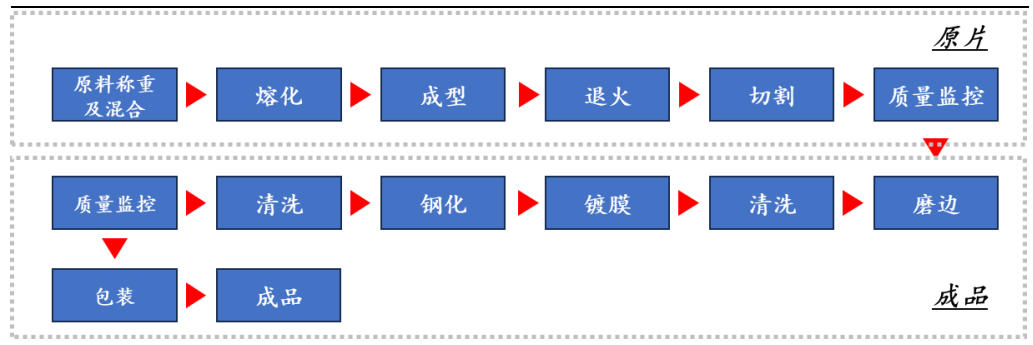 原片
原料称重
及混合
熔化
成型
退火
切割
质量监控
质量监控
清洗
钢化
镀膜
清洗
磨边
包装
成品
成品